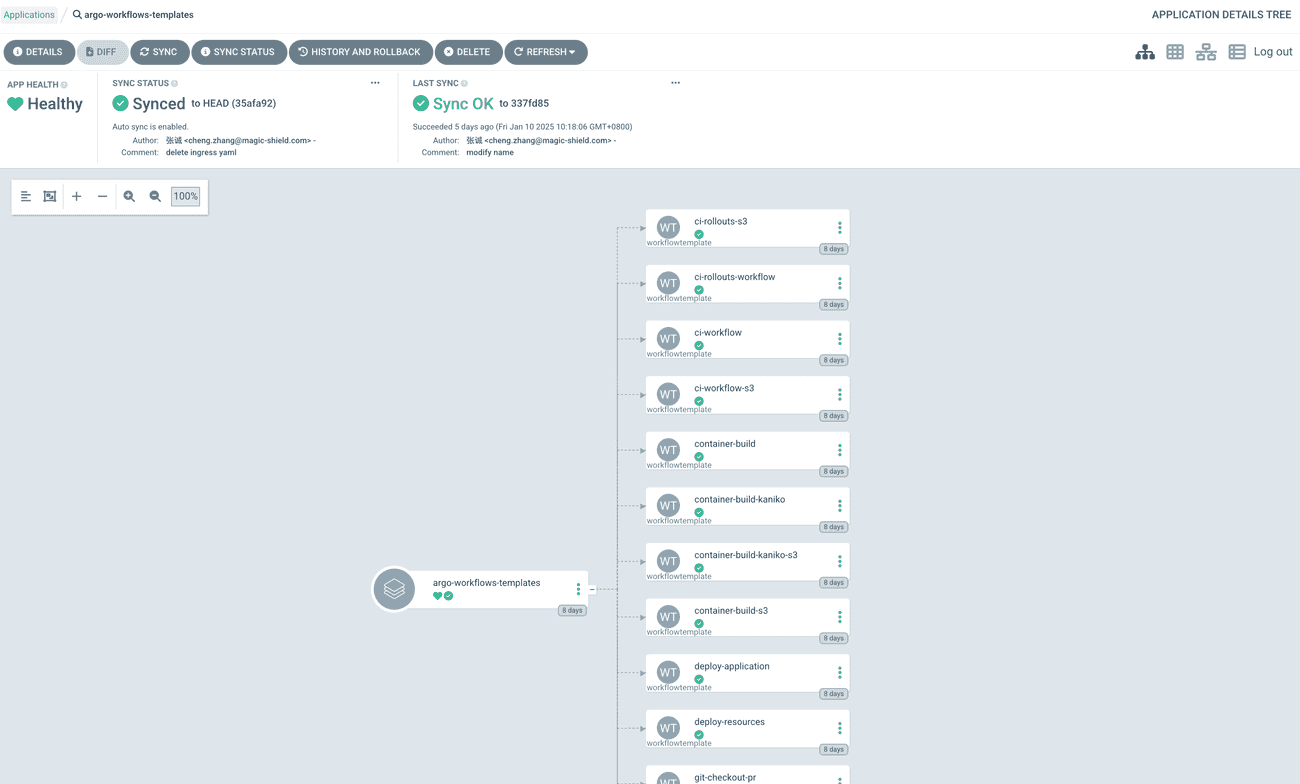 Applications / argo-workflows-templates
APPLICATION DETAILS TREE
DETAILS
DIFF
SYNC
SYNC STATUS
HISTORY AND ROLLBACK
DELETE
REFRESH
Log out
APP HEALTH
Healthy
SYNC STATUS
Synced to HEAD (35afa92)
Auto sync is enabled.
Author: 张诚 <cheng.zhang@magic-shield.com> -
Comment: delete ingress yaml
LAST SYNC
Sync OK to 337fd85
Succeeded 5 days ago (Fri Jan 10 2025 10:18:06 GMT+0800)
Author: 张诚 <cheng.zhang@magic-shield.com> -
Comment: modify name
100%
argo-workflows-templates
8 days
WT
ci-rollouts-s3
workflowtemplate
8 days
WT
ci-rollouts-workflow
workflowtemplate
8 days
WT
ci-workflow
workflowtemplate
8 days
WT
ci-workflow-s3
workflowtemplate
8 days
WT
container-build
workflowtemplate
8 days
WT
container-build-kaniko
workflowtemplate
8 days
WT
container-build-kaniko-s3
workflowtemplate
8 days
WT
container-build-s3
workflowtemplate
8 days
WT
deploy-application
workflowtemplate
8 days
WT
deploy-resources
workflowtemplate
8 days
WT
git-checkout-pr